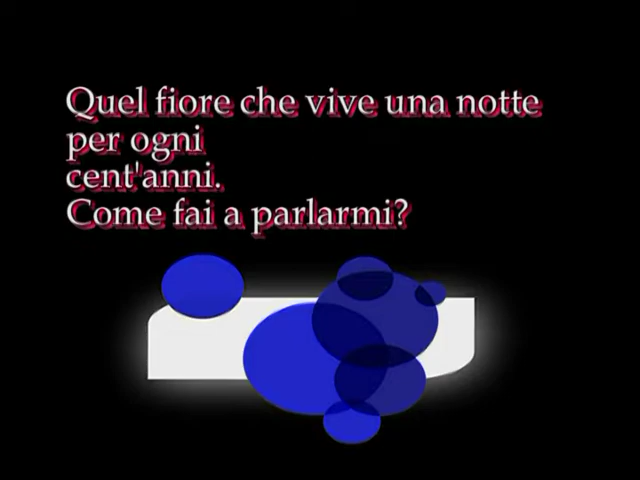 Quel fiore che vive una notte
per ogni
cent'anni.
Come fai a parlarmi?